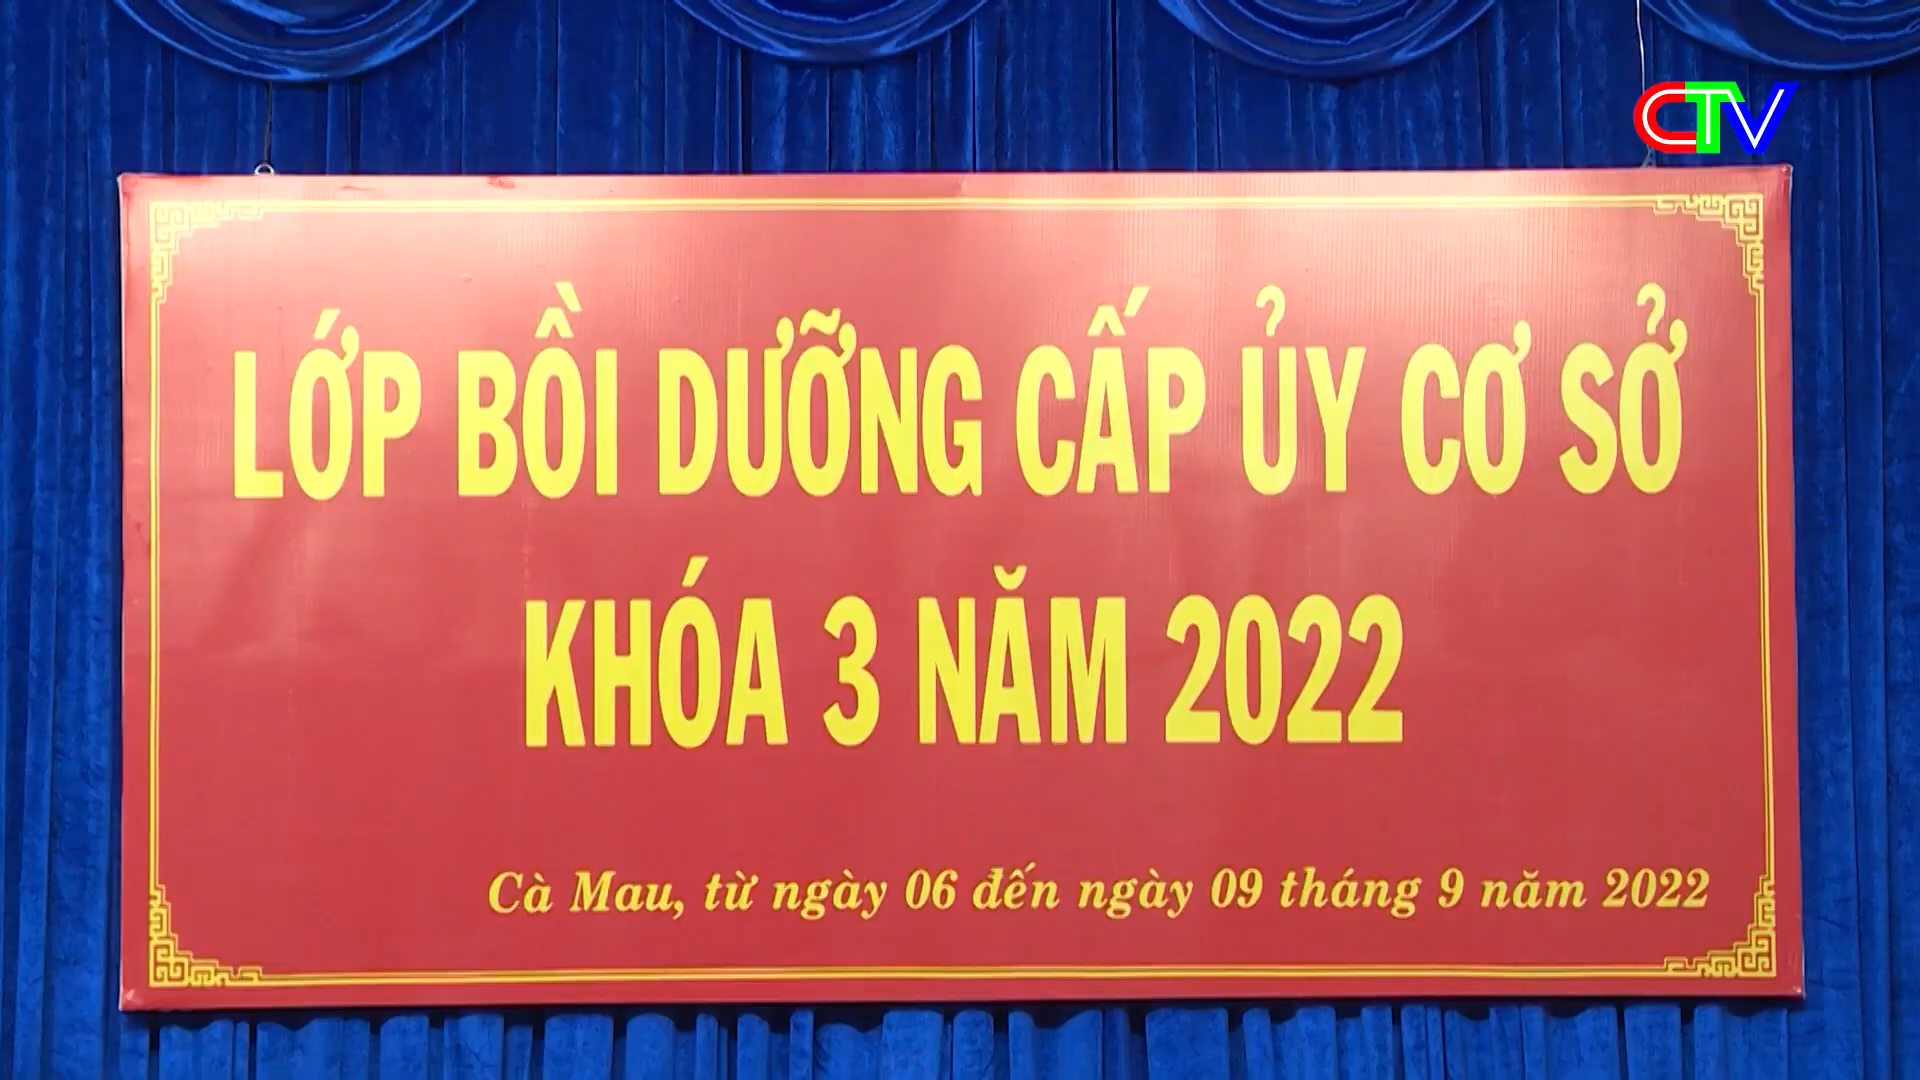 CTV
LỚP BỒI DƯỠNG CẤP ỦY CƠ SỞ
KHÓA 3 NĂM 2022
Cà Mau, từ ngày 06 đến ngày 09 tháng 9 năm 2022